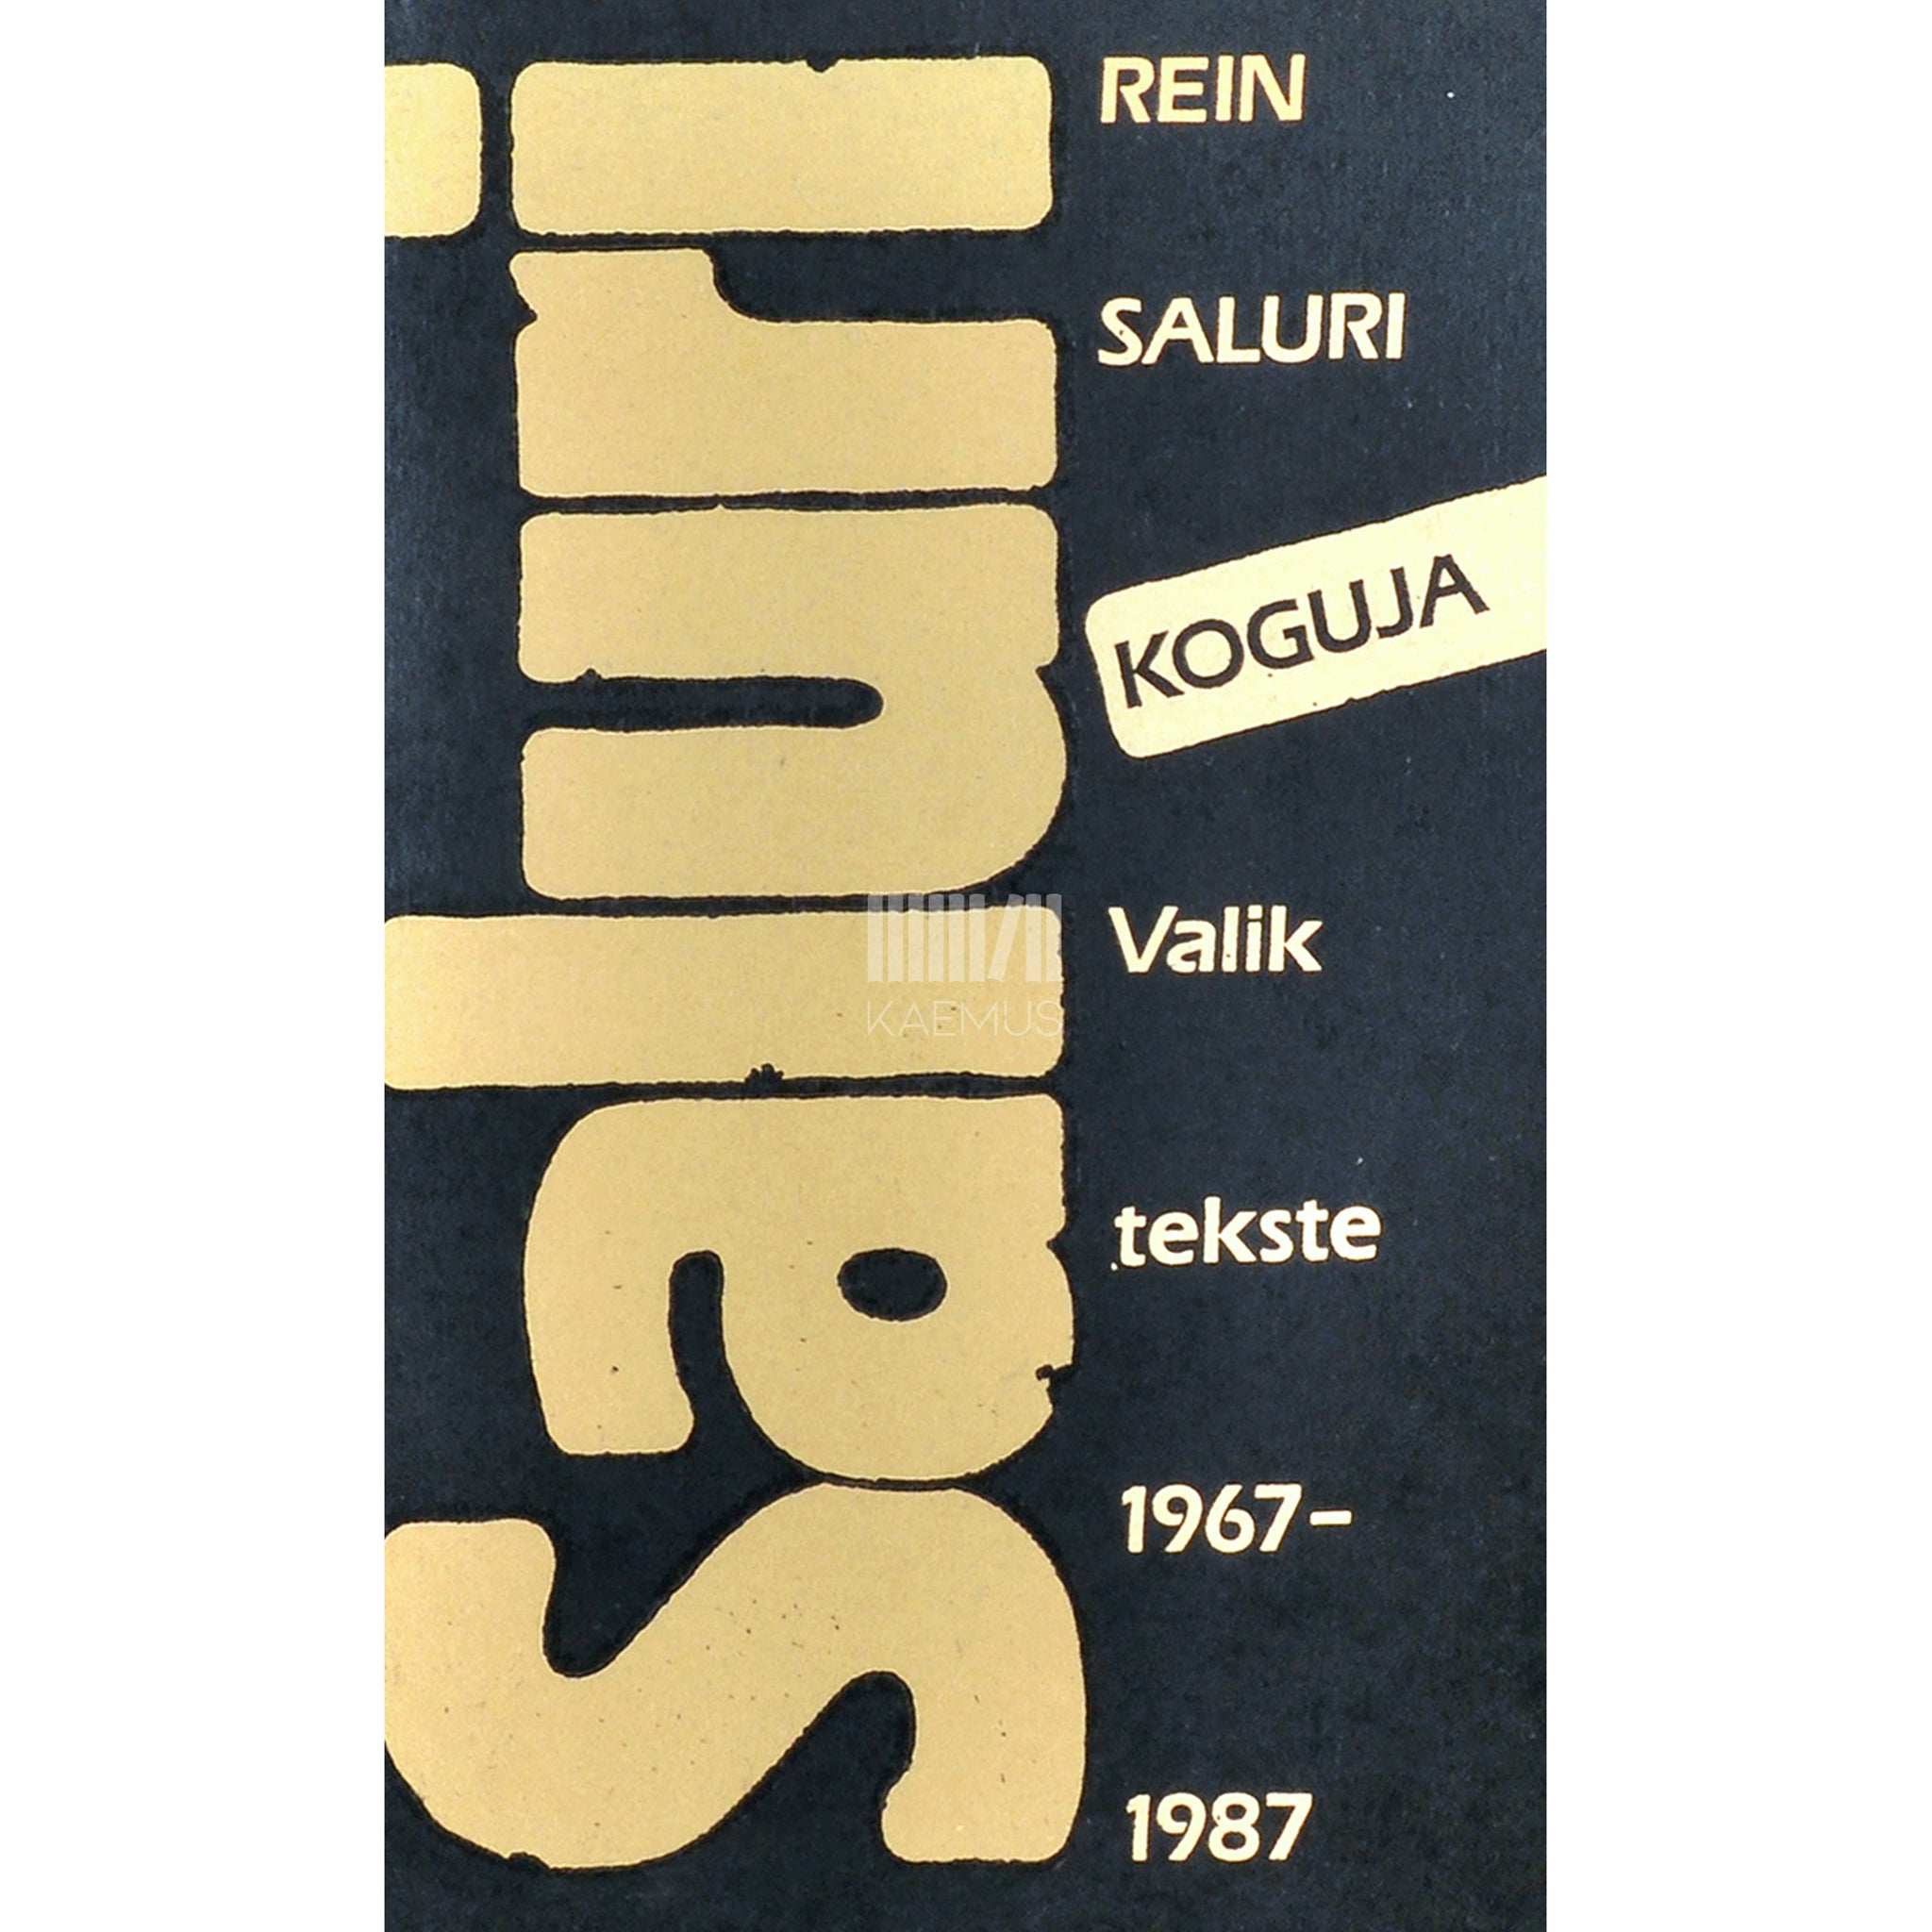 Saluri
REIN
SALURI
KOGUJA
Valik
tekste
1967-
1987
KAEMUS